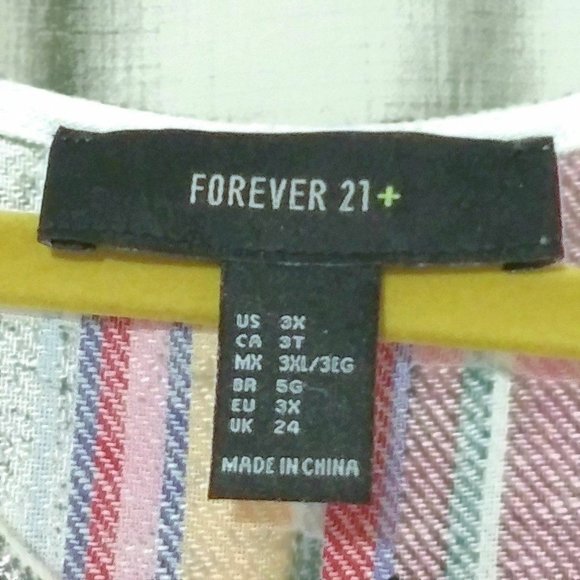 FOREVER 21+
US 3X
CA 3T
MX 3XL/3EG
BR 5G
EU 3X
UK 24
MADE IN CHINA